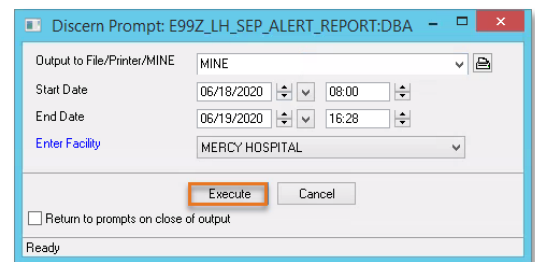 Discern Prompt: E99Z_LH_SEP_ALERT_REPORT:DBA
Output to File/Printer/MINE MINE
Start Date 06/18/2020 08:00
End Date 06/19/2020 16:28
Enter Facility MERCY HOSPITAL
Execute Cancel
Return to prompts on close of output
Ready